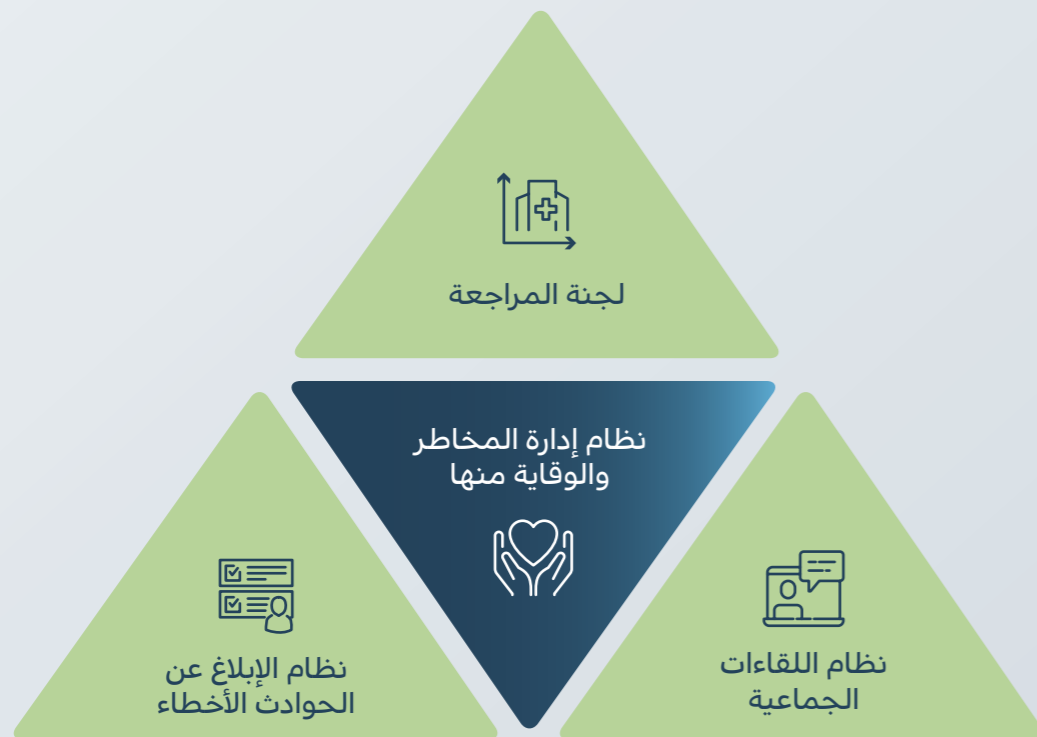 لجنة المراجعة
نظام إدارة المخاطر
والوقاية منها
نظام اللقاءات
الجماعية
نظام الإبلاغ عن
الحوادث الأخطاء